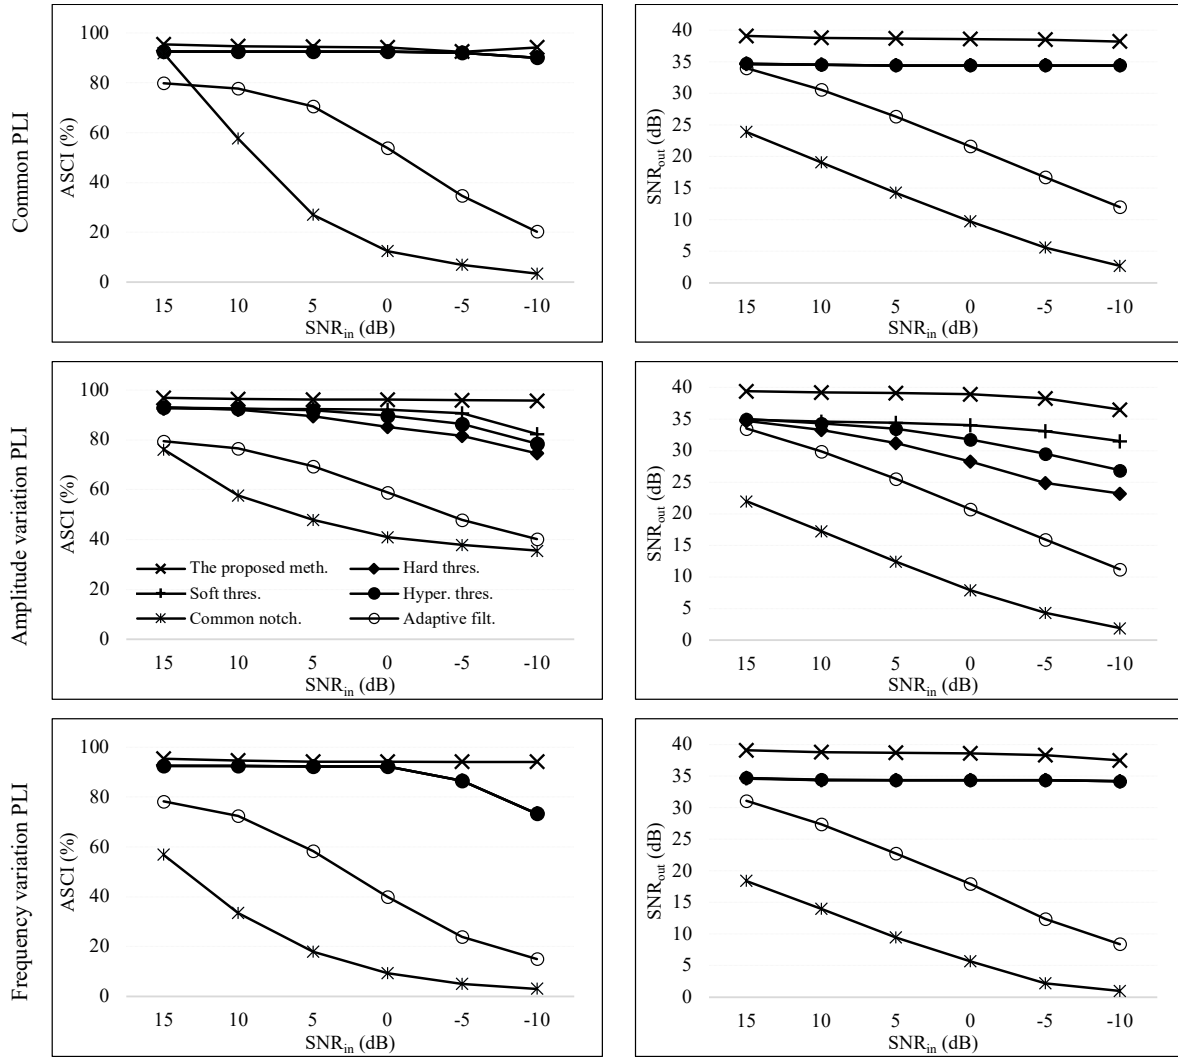 Common PLI
ASCI (%)
100
80
60
40
20
0
15 10 5 0 -5 -10
SNRin (dB)
SNRout (dB)
40
35
30
25
20
15
10
5
0
15 10 5 0 -5 -10
SNRin (dB)
Amplitude variation PLI
ASCI (%)
100
80
60
40
20
0
The proposed meth. Hard thres.
Soft thres. Hyper. thres.
Common notch. Adaptive filt.
15 10 5 0 -5 -10
SNRin (dB)
SNRout (dB)
40
35
30
25
20
15
10
5
0
15 10 5 0 -5 -10
SNRin (dB)
Frequency variation PLI
ASCI (%)
100
80
60
40
20
0
15 10 5 0 -5 -10
SNRin (dB)
SNRout (dB)
40
35
30
25
20
15
10
5
0
15 10 5 0 -5 -10
SNRin (dB)